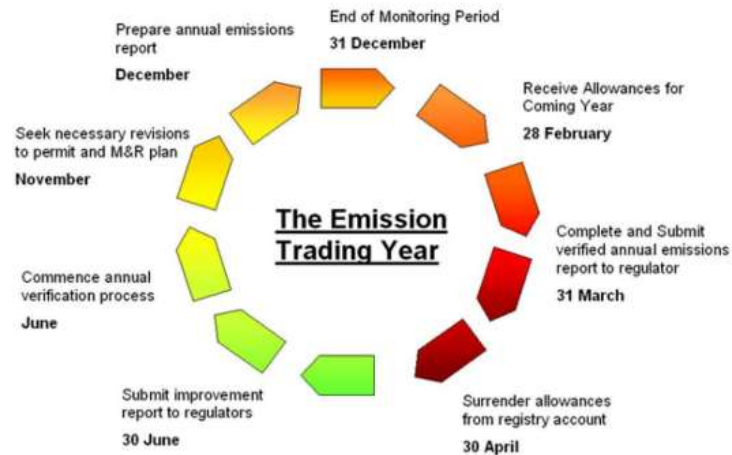 End of Monitoring Period
31 December
Receive Allowances for
Coming Year
28 February
Complete and Submit
verified annual emissions
report to regulator
31 March
Surrender allowances
from registry account
30 April
Submit improvement
report to regulators
30 June
Commence annual
verification process
June
Seek necessary revisions
to permit and M&R plan
November
Prepare annual emissions
report
December
The Emission
Trading Year